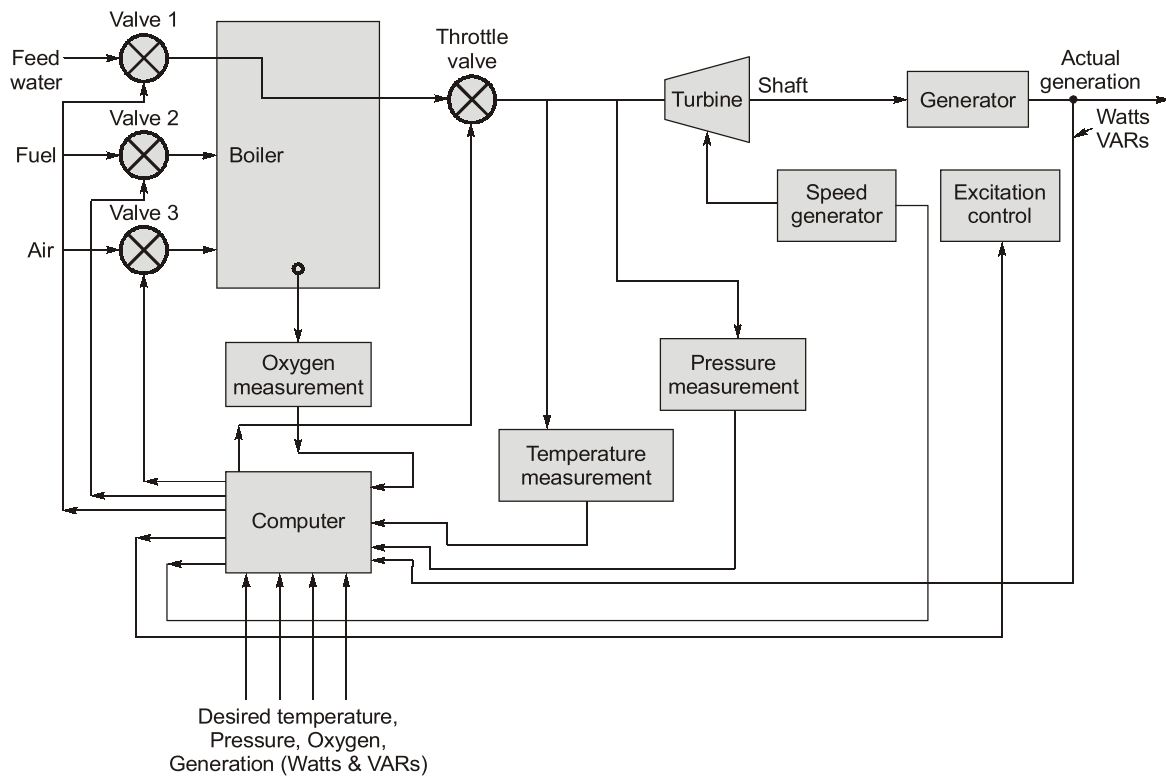 Valve 1
Feed
water
Throttle
valve
Actual
generation
Turbine
Shaft
Generator
Watts
VARs
Valve 2
Fuel
Boiler
Valve 3
Air
Speed
generator
Excitation
control
Oxygen
measurement
Pressure
measurement
Temperature
measurement
Computer
Desired temperature,
Pressure, Oxygen,
Generation (Watts & VARs)